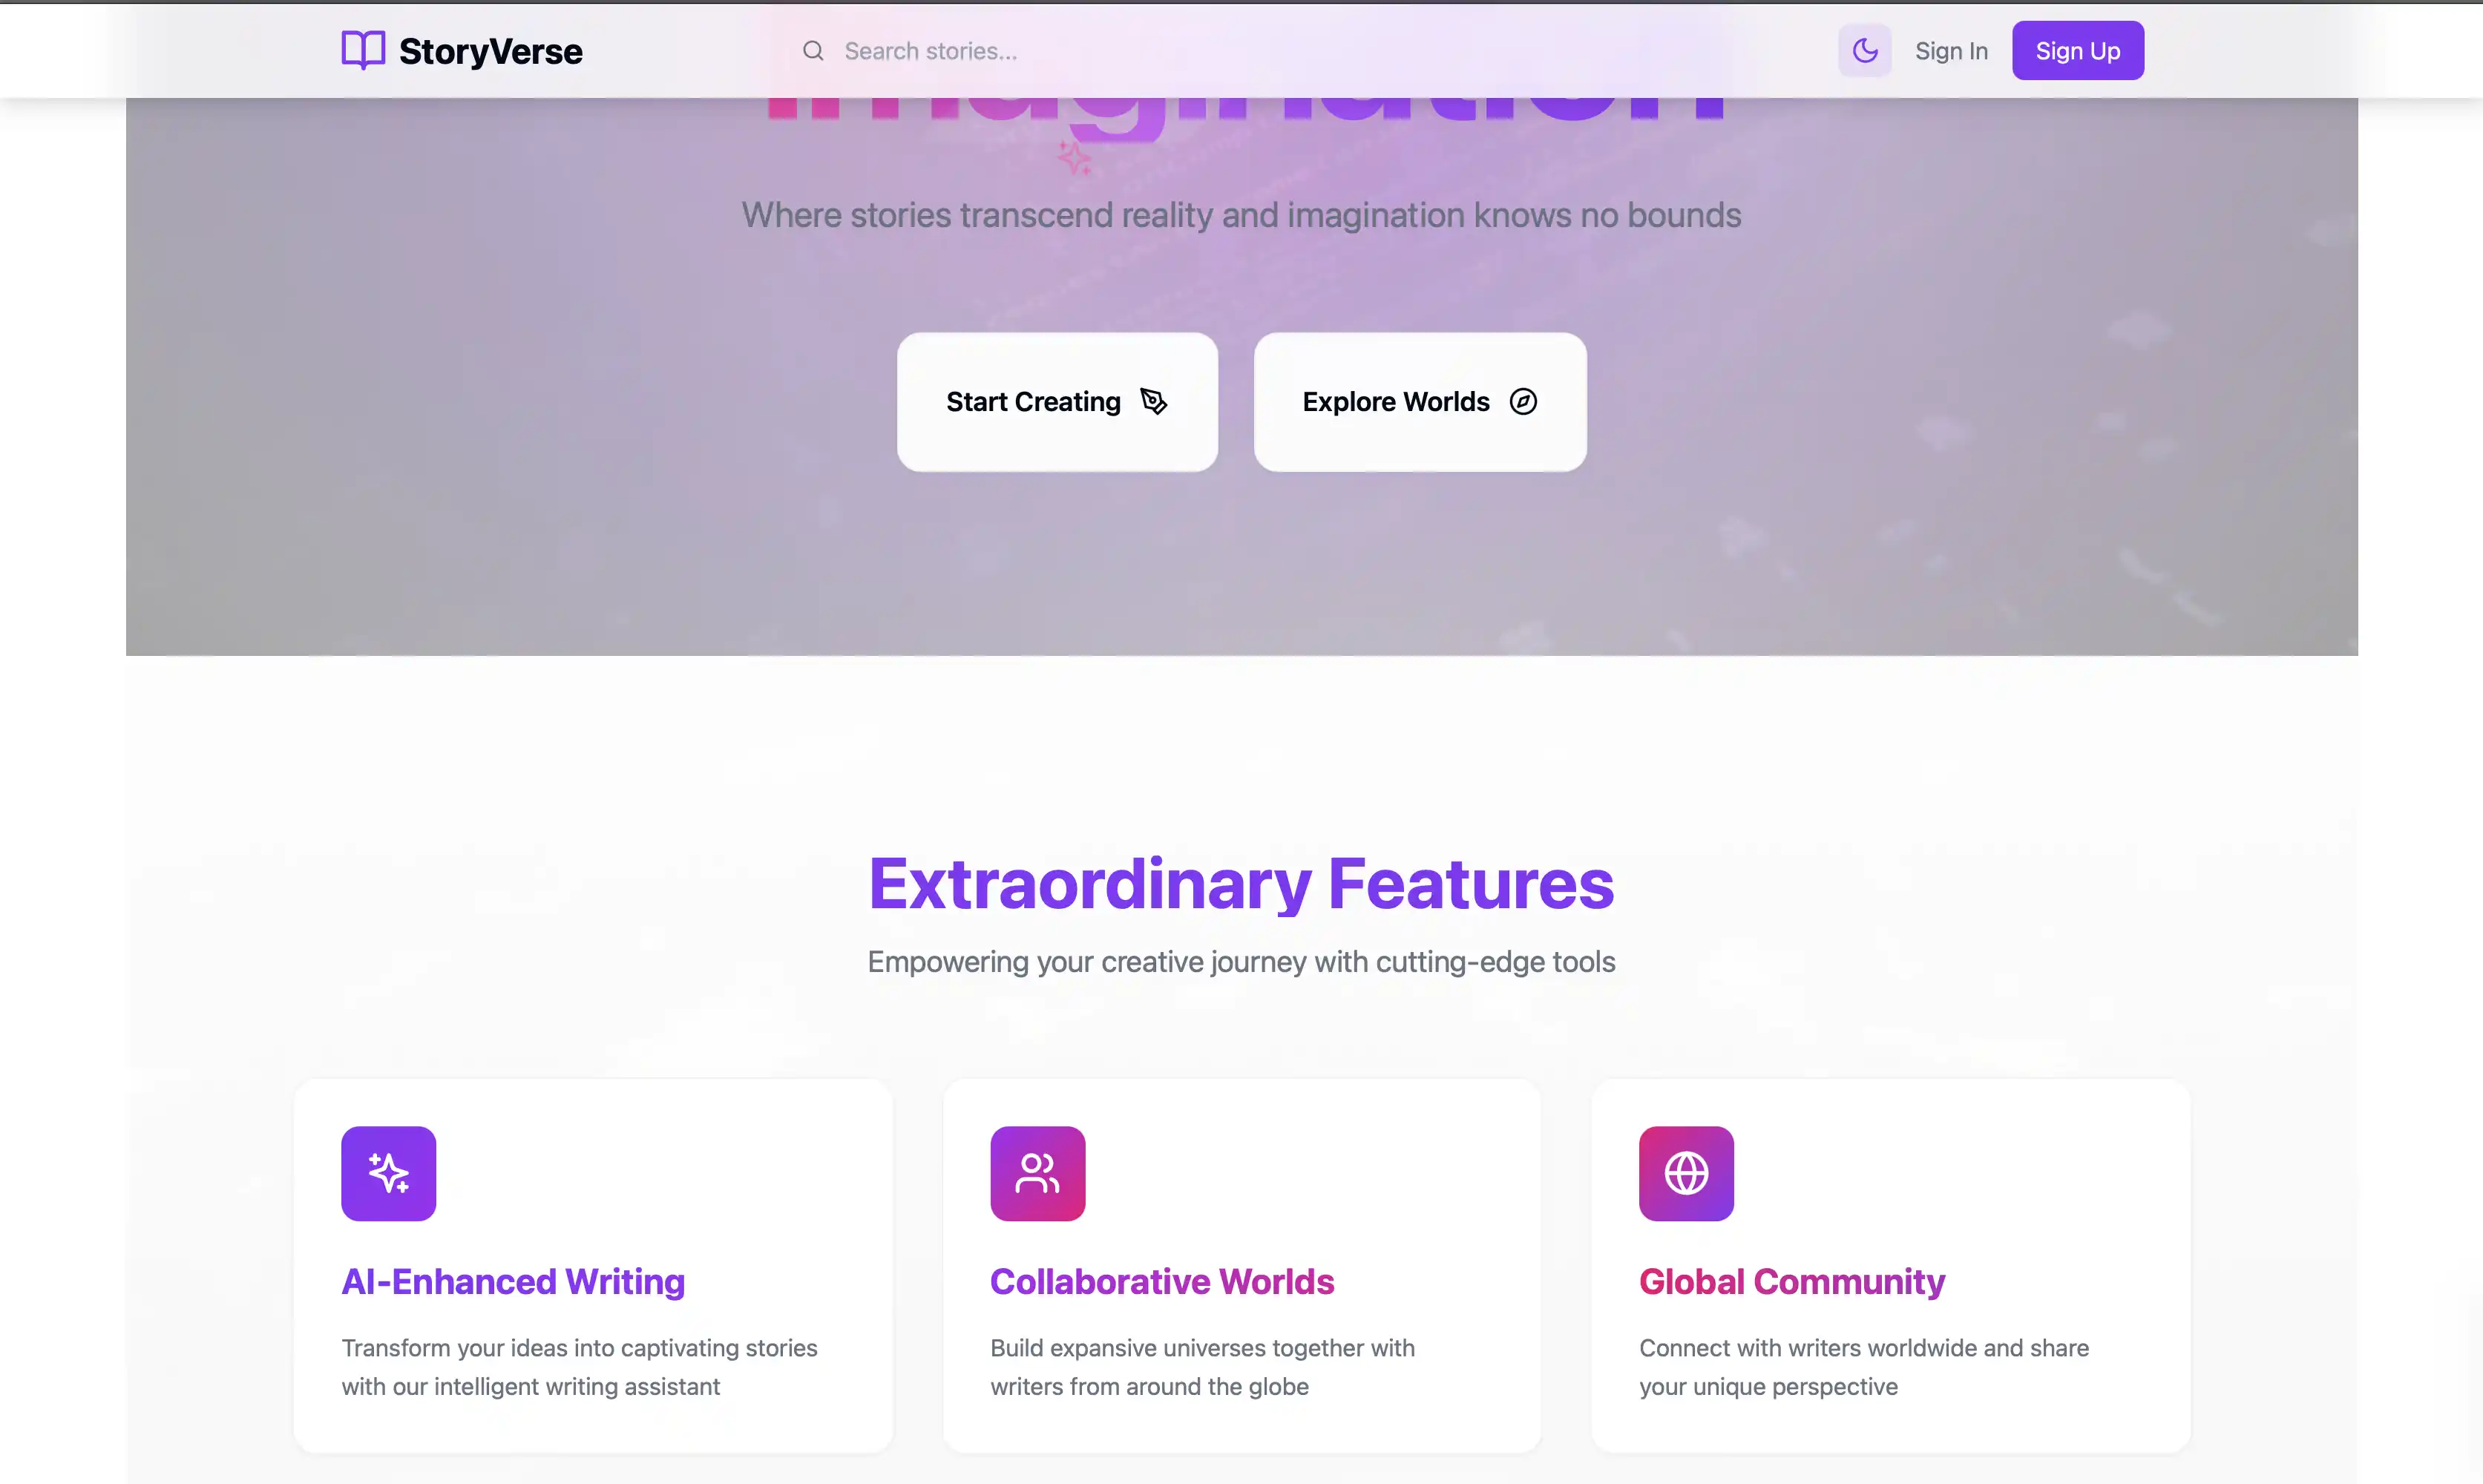 StoryVerse
Search stories...
Sign In
Sign Up
Imagination
Where stories transcend reality and imagination knows no bounds
Start Creating
Explore Worlds
Extraordinary Features
Empowering your creative journey with cutting-edge tools
AI-Enhanced Writing
Transform your ideas into captivating stories
with our intelligent writing assistant
Collaborative Worlds
Build expansive universes together with
writers from around the globe
Global Community
Connect with writers worldwide and share
your unique perspective